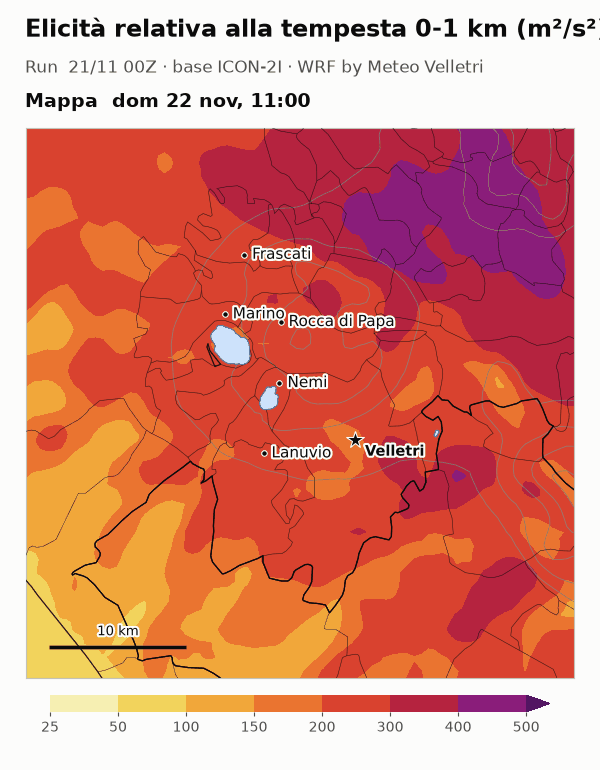 Elicità relativa alla tempesta 0-1 km (m²/s²)
Run 21/11 00Z · base ICON-2I · WRF by Meteo Velletri
Mappa dom 22 nov, 11:00
Frascati
Marino
Rocca di Papa
Nemi
Velletri
Lanuvio
10 km
25 50 100 150 200 300 400 500